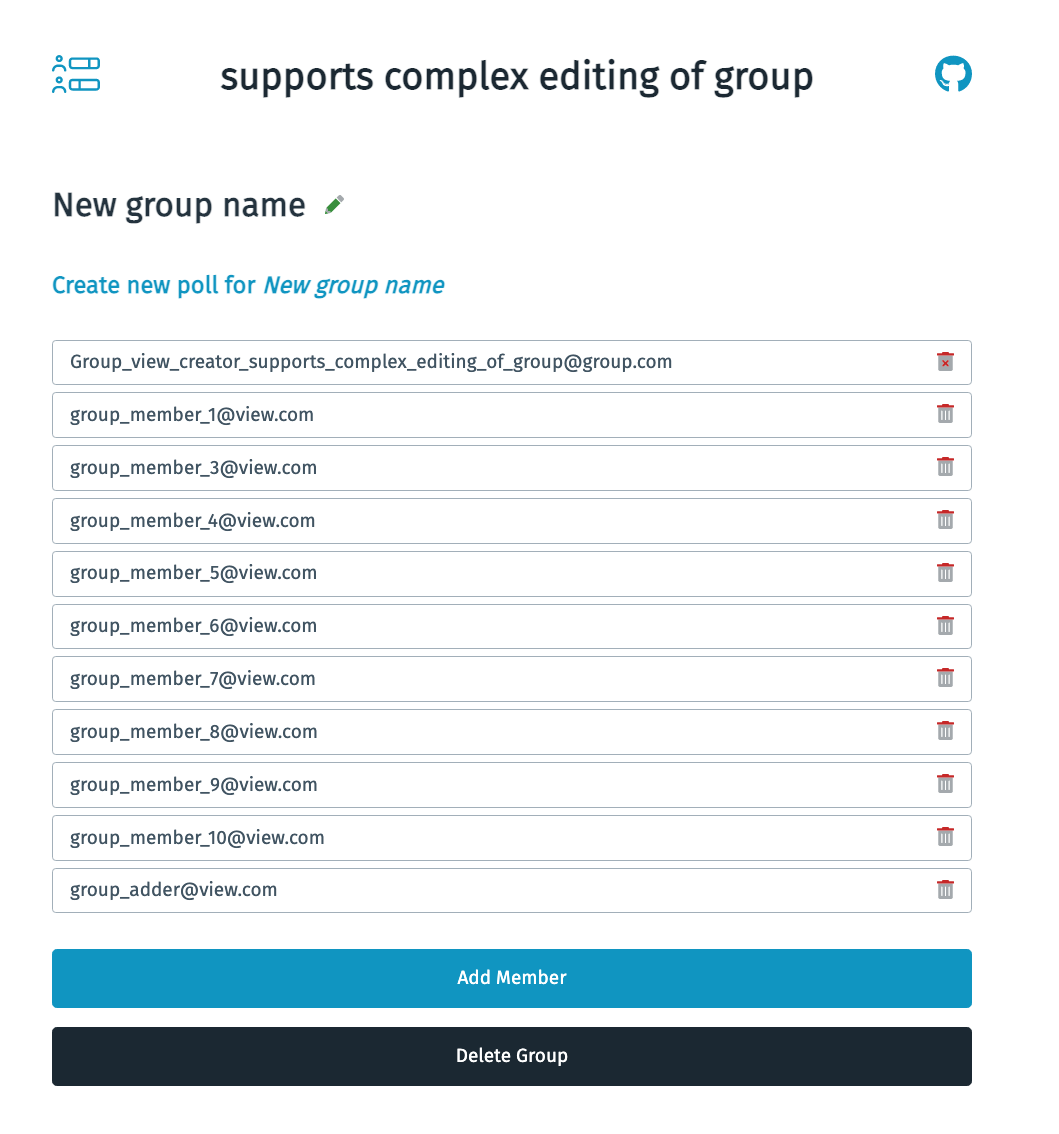 supports complex editing of group
New group name
Create new poll for New group name
Group_view_creator_supports_complex_editing_of_group@group.com
group_member_1@view.com
group_member_3@view.com
group_member_4@view.com
group_member_5@view.com
group_member_6@view.com
group_member_7@view.com
group_member_8@view.com
group_member_9@view.com
group_member_10@view.com
group_adder@view.com
Add Member
Delete Group